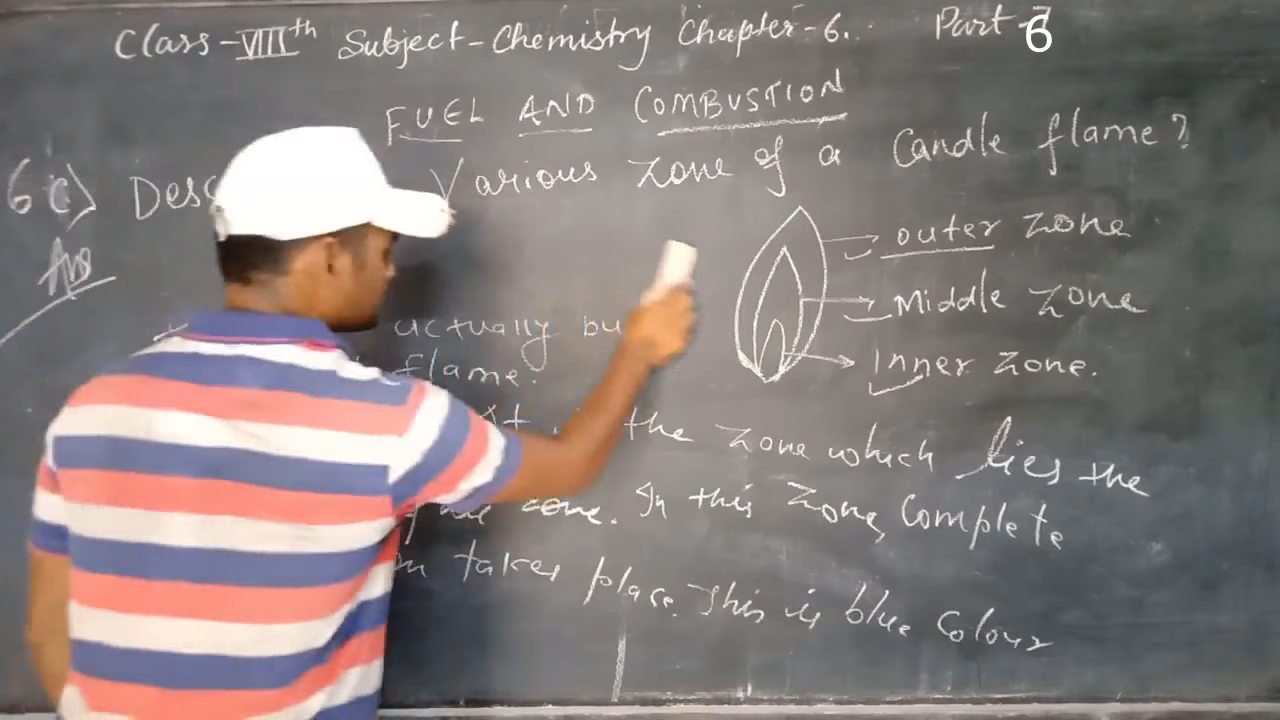 Class-VIIIth Subject-Chemistry Chapter-6. Part-6
FUEL AND COMBUSTION
6 c) Desc Various zone of a Candle flame?
Ans
outer zone
Middle zone
Inner zone.
actually bu
flame.
the zone which lies the
cone. In this zone, Complete
takes place. This is blue colour